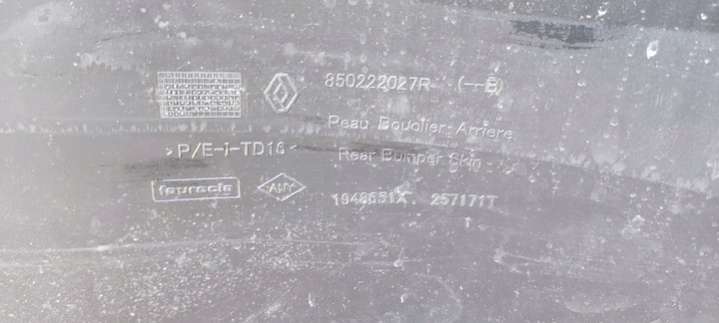 850222027R (--B)
Peau Bouclier Arriere
>P/E-I-TD16<
Rear Bumper Skin
faurecia
1948651X. 257171T